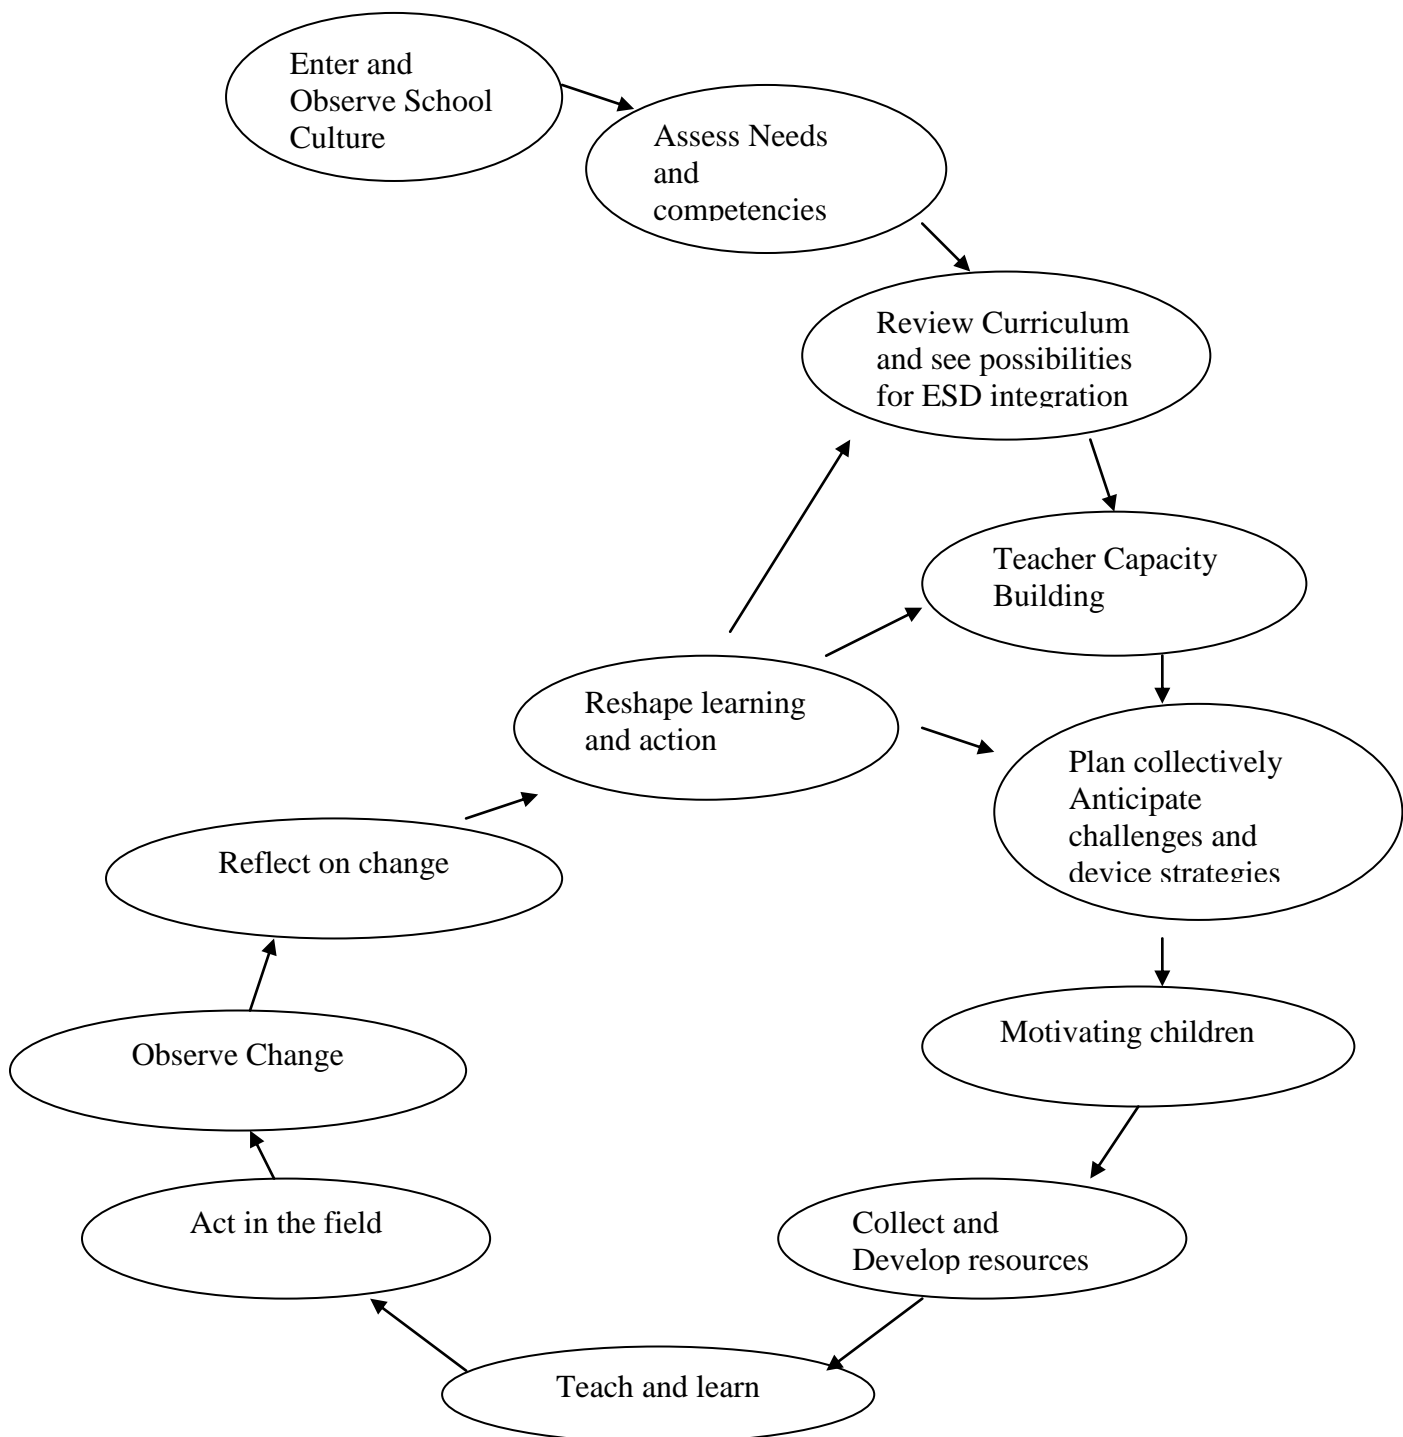 Enter and
Observe School
Culture
Assess Needs
and
competencies
Review Curriculum
and see possibilities
for ESD integration
Teacher Capacity
Building
Reshape learning
and action
Plan collectively
Anticipate
challenges and
device strategies
Reflect on change
Motivating children
Observe Change
Act in the field
Collect and
Develop resources
Teach and learn